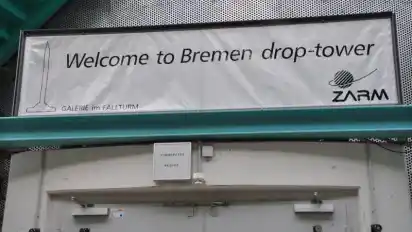 Welcome to Bremen drop-tower
GALERIE im FALLTURM
ZARM